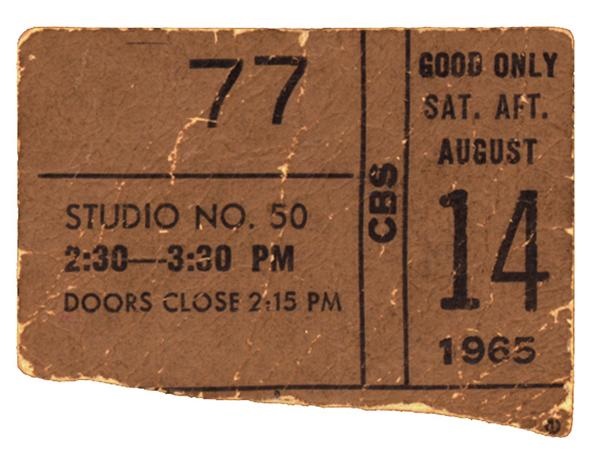 77
STUDIO NO. 50
2:30—3:30 PM
DOORS CLOSE 2:15 PM
CBS
GOOD ONLY
SAT. AFT.
AUGUST
14
1965